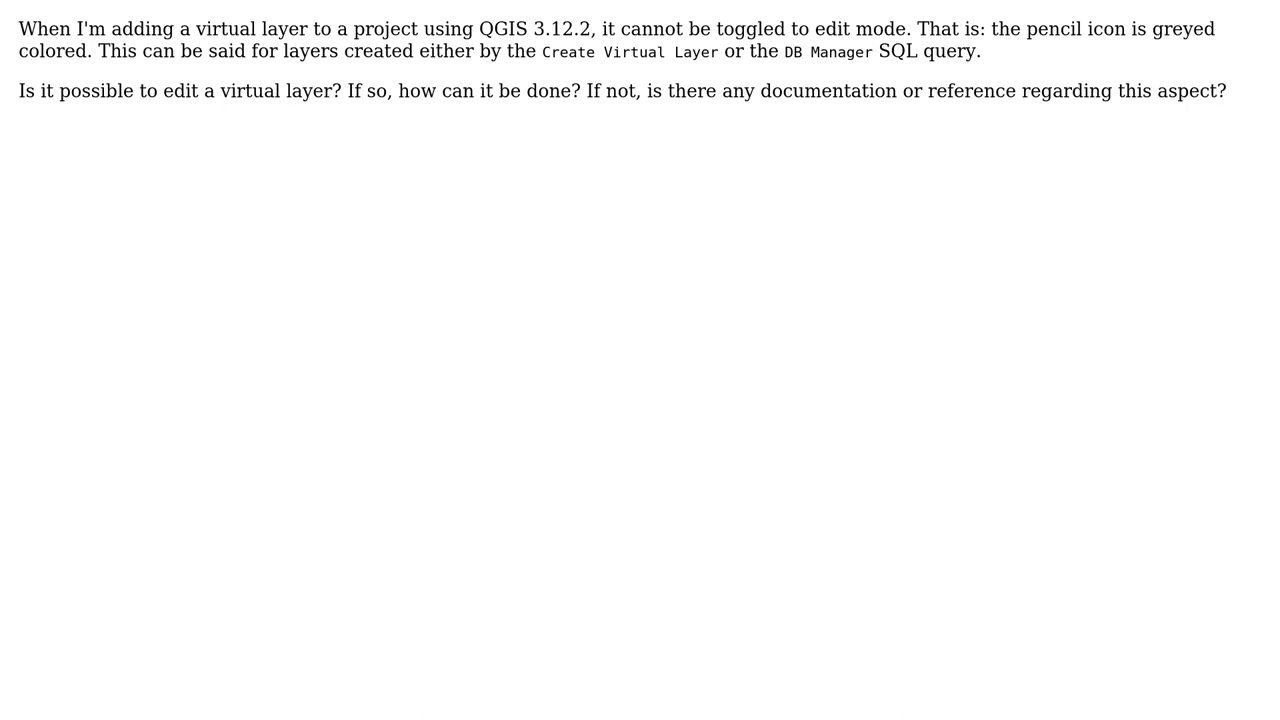 When I'm adding a virtual layer to a project using QGIS 3.12.2, it cannot be toggled to edit mode. That is: the pencil icon is greyed
colored. This can be said for layers created either by the Create Virtual Layer or the DB Manager SQL query.
Is it possible to edit a virtual layer? If so, how can it be done? If not, is there any documentation or reference regarding this aspect?